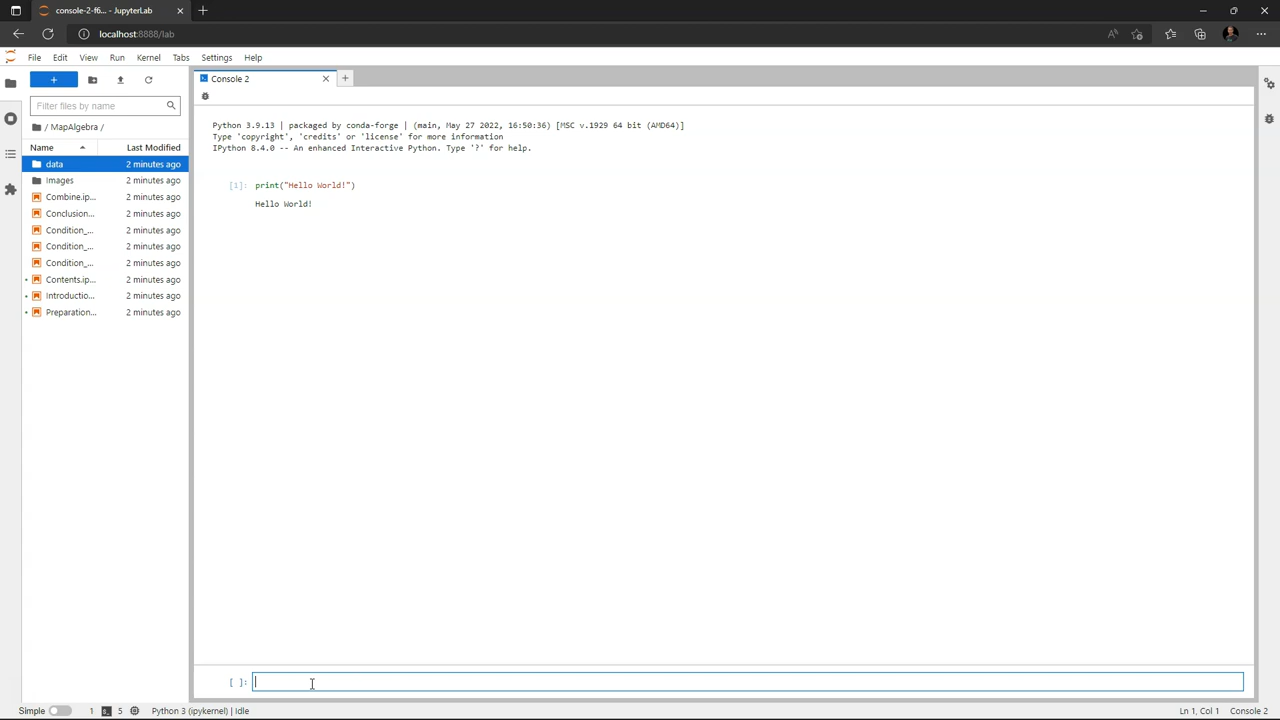 console-2-f6... - JupyterLab
localhost:8888/lab
File Edit View Run Kernel Tabs Settings Help
+
Filter files by name
/ MapAlgebra /
Name Last Modified
data 2 minutes ago
Images 2 minutes ago
Combine.ip... 2 minutes ago
Conclusion... 2 minutes ago
Condition_... 2 minutes ago
Condition_... 2 minutes ago
Condition_... 2 minutes ago
Contents.ip... 2 minutes ago
Introductio... 2 minutes ago
Preparation... 2 minutes ago
Console 2
Python 3.9.13 | packaged by conda-forge | (main, May 27 2022, 16:50:36) [MSC v.1929 64 bit (AMD64)]
Type 'copyright', 'credits' or 'license' for more information
IPython 8.4.0 -- An enhanced Interactive Python. Type '?' for help.
[1]: print("Hello World!")
Hello World!
[ ]:
Simple 1 5 Python 3 (ipykernel) | Idle Ln 1, Col 1 Console 2